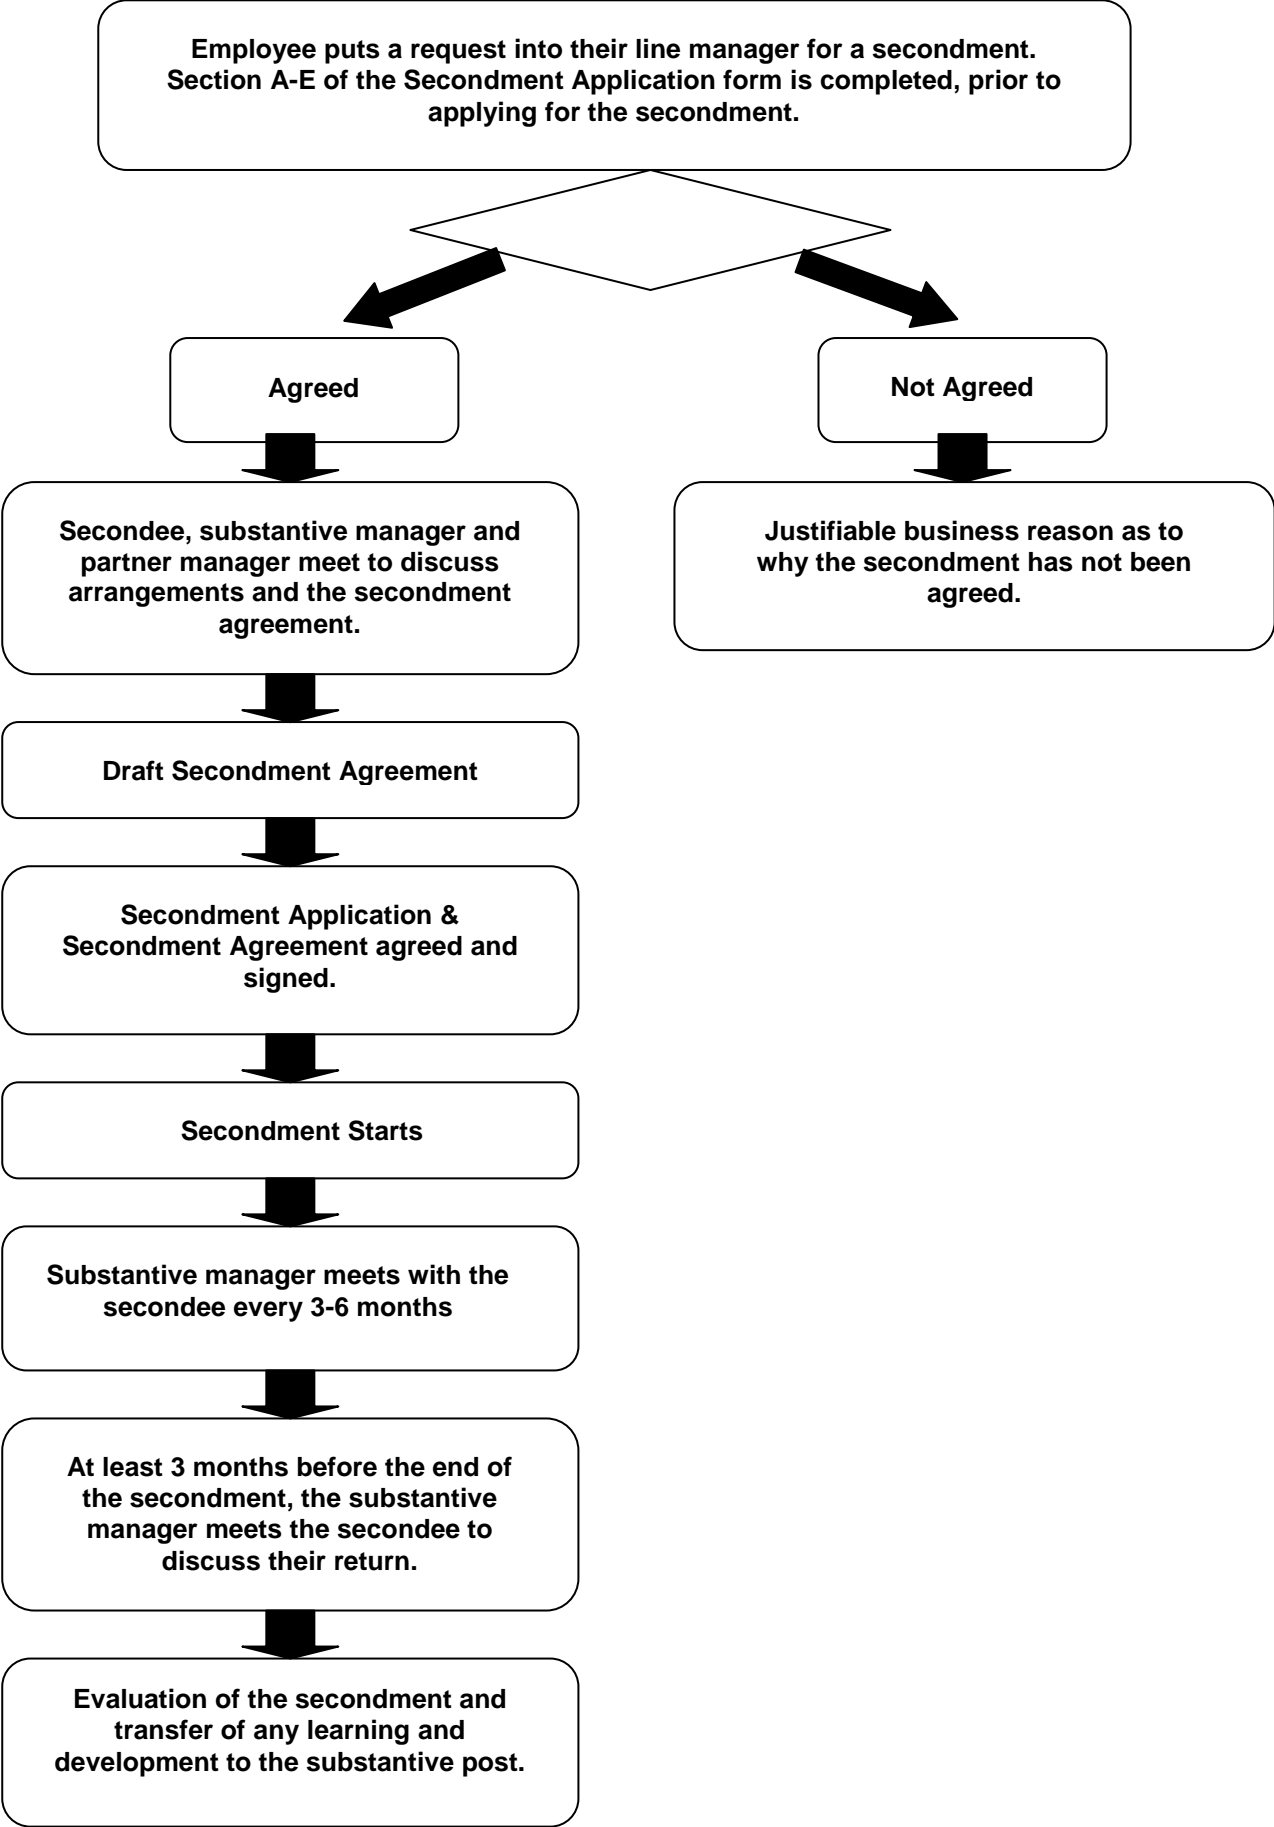 Employee puts a request into their line manager for a secondment.
Section A-E of the Secondment Application form is completed, prior to
applying for the secondment.
Agreed
Not Agreed
Secondee, substantive manager and
partner manager meet to discuss
arrangements and the secondment
agreement.
Justifiable business reason as to
why the secondment has not been
agreed.
Draft Secondment Agreement
Secondment Application &
Secondment Agreement agreed and
signed.
Secondment Starts
Substantive manager meets with the
secondee every 3-6 months
At least 3 months before the end of
the secondment, the substantive
manager meets the secondee to
discuss their return.
Evaluation of the secondment and
transfer of any learning and
development to the substantive post.